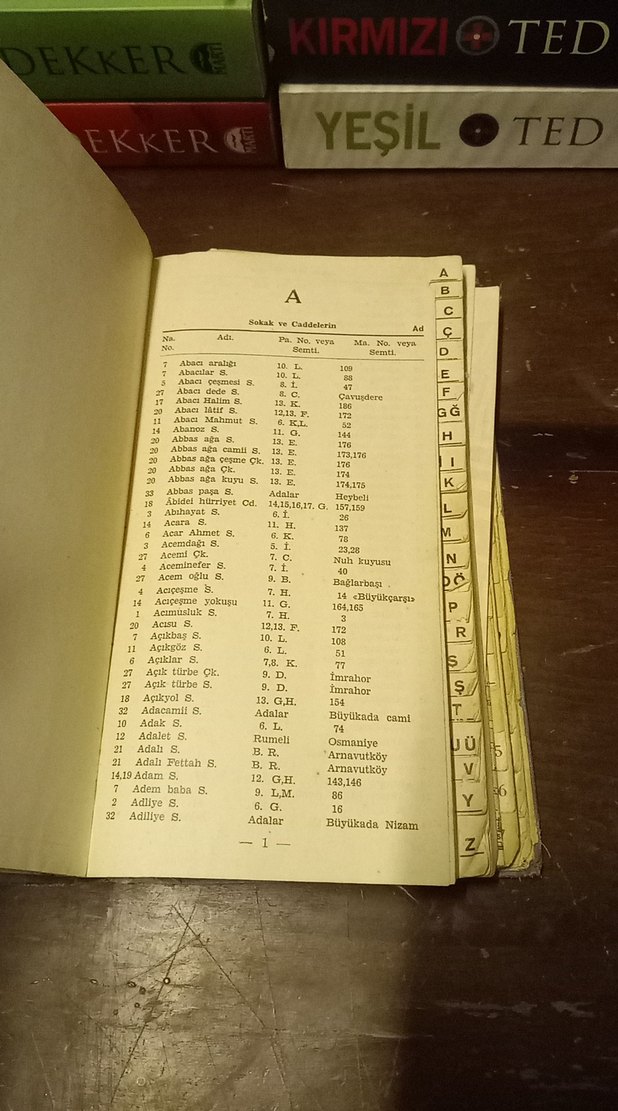 DEKKER MARTI
KIRMIZI TED
DEKKER MARTI
YEŞİL TED
A
Sokak ve Caddelerin Ad
Na. No. Adı. Pa. No. veya Semti. Ma. No. veya Semti.
7 Abacı aralığı 10. L. 109
7 Abacılar S. 10. L. 88
5 Abacı çeşmesi S. 8. İ. 47
27 Abacı dede S. 8. C. Çavuşdere
17 Abacı Halim S. 13. K. 186
20 Abacı lâtif S. 12,13. F. 172
11 Abacı Mahmut S. 6. K,L. 52
14 Abanoz S. 11. G. 144
20 Abbas ağa S. 13. E. 176
20 Abbas ağa camii S. 13. E. 173,176
20 Abbas ağa çeşme Çk. 13. E. 176
20 Abbas ağa Çk. 13. E. 174
20 Abbas ağa kuyu S. 13. E. 174,175
33 Abbas paşa S. Adalar Heybeli
18 Âbidei hürriyet Cd. 14,15,16,17. G. 157,159
3 Abıhayat S. 6. İ. 26
14 Acara S. 11. H. 137
6 Acar Ahmet S. 6. K. 78
3 Acemdağı S. 5. İ. 23,28
27 Acemi Çk. 7. C. Nuh kuyusu
4 Aceminefer S. 7. İ. 40
27 Acem oğlu S. 9. B. Bağlarbaşı
4 Acıçeşme S. 7. H. 14 «Büyükçarşı»
14 Acıçeşme yokuşu 11. G. 164,165
1 Acımusluk S. 7. H. 3
20 Acısu S. 12,13. F. 172
7 Açıkbaş S. 10. L. 108
11 Açıkgöz S. 6. L. 51
6 Açıklar S. 7,8. K. 77
27 Açık türbe Çk. 9. D. İmrahor
27 Açık türbe S. 9. D. İmrahor
18 Açıkyol S. 13. G,H. 154
32 Adacamii S. Adalar Büyükada cami
10 Adak S. 6. L. 74
12 Adalet S. Rumeli Osmaniye
21 Adalı S. B. R. Arnavutköy
21 Adalı Fettah S. B. R. Arnavutköy
14,19 Adam S, 12. G,H. 143,146
7 Adem baba S. 9. L,M. 86
2 Adliye S. 6. G. 16
32 Adiliye S. Adalar Büyükada Nizam
— 1 —
A
B
C
Ç
D
E
F
GĞ
H
I
K
L
M
N
OÖ
P
R
S
Ş
T
UÜ
V
Y
Z
5
6